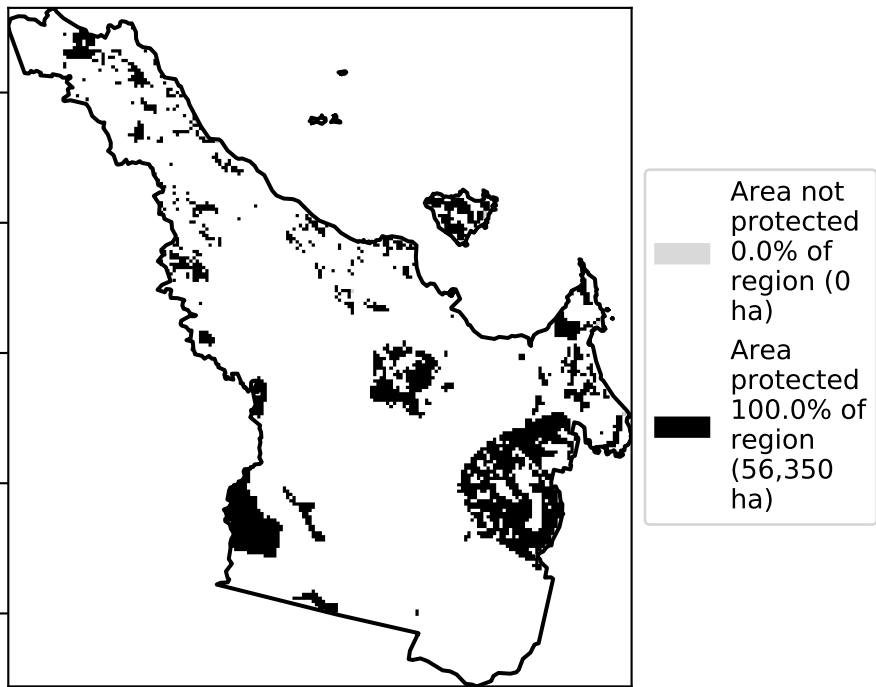 Area not
protected
0.0% of
region (0
ha)
Area
protected
100.0% of
region
(56,350
ha)